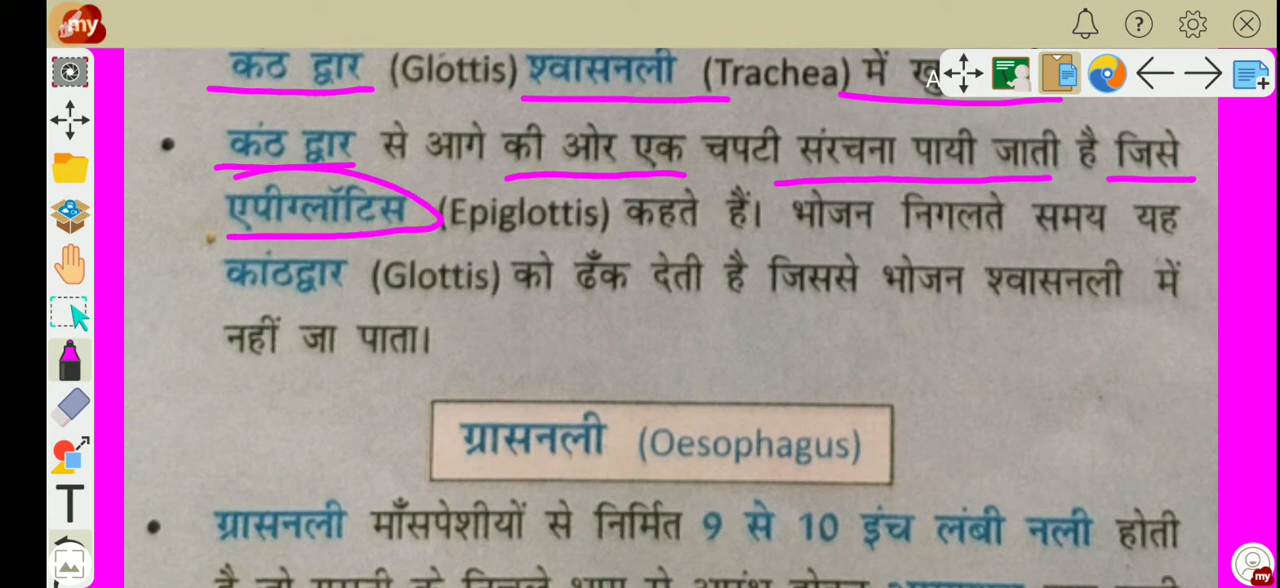 my
कंठ द्वार (Glottis) श्वासनली (Trachea) में
• कंठ द्वार से आगे की ओर एक चपटी संरचना पायी जाती है जिसे
एपीग्लॉटिस (Epiglottis) कहते हैं। भोजन निगलते समय यह
कांठद्वार (Glottis) को ढँक देती है जिससे भोजन श्वासनली में
नहीं जा पाता।
ग्रासनली (Oesophagus)
• ग्रासनली माँसपेशीयों से निर्मित 9 से 10 इंच लंबी नली होती
T
my